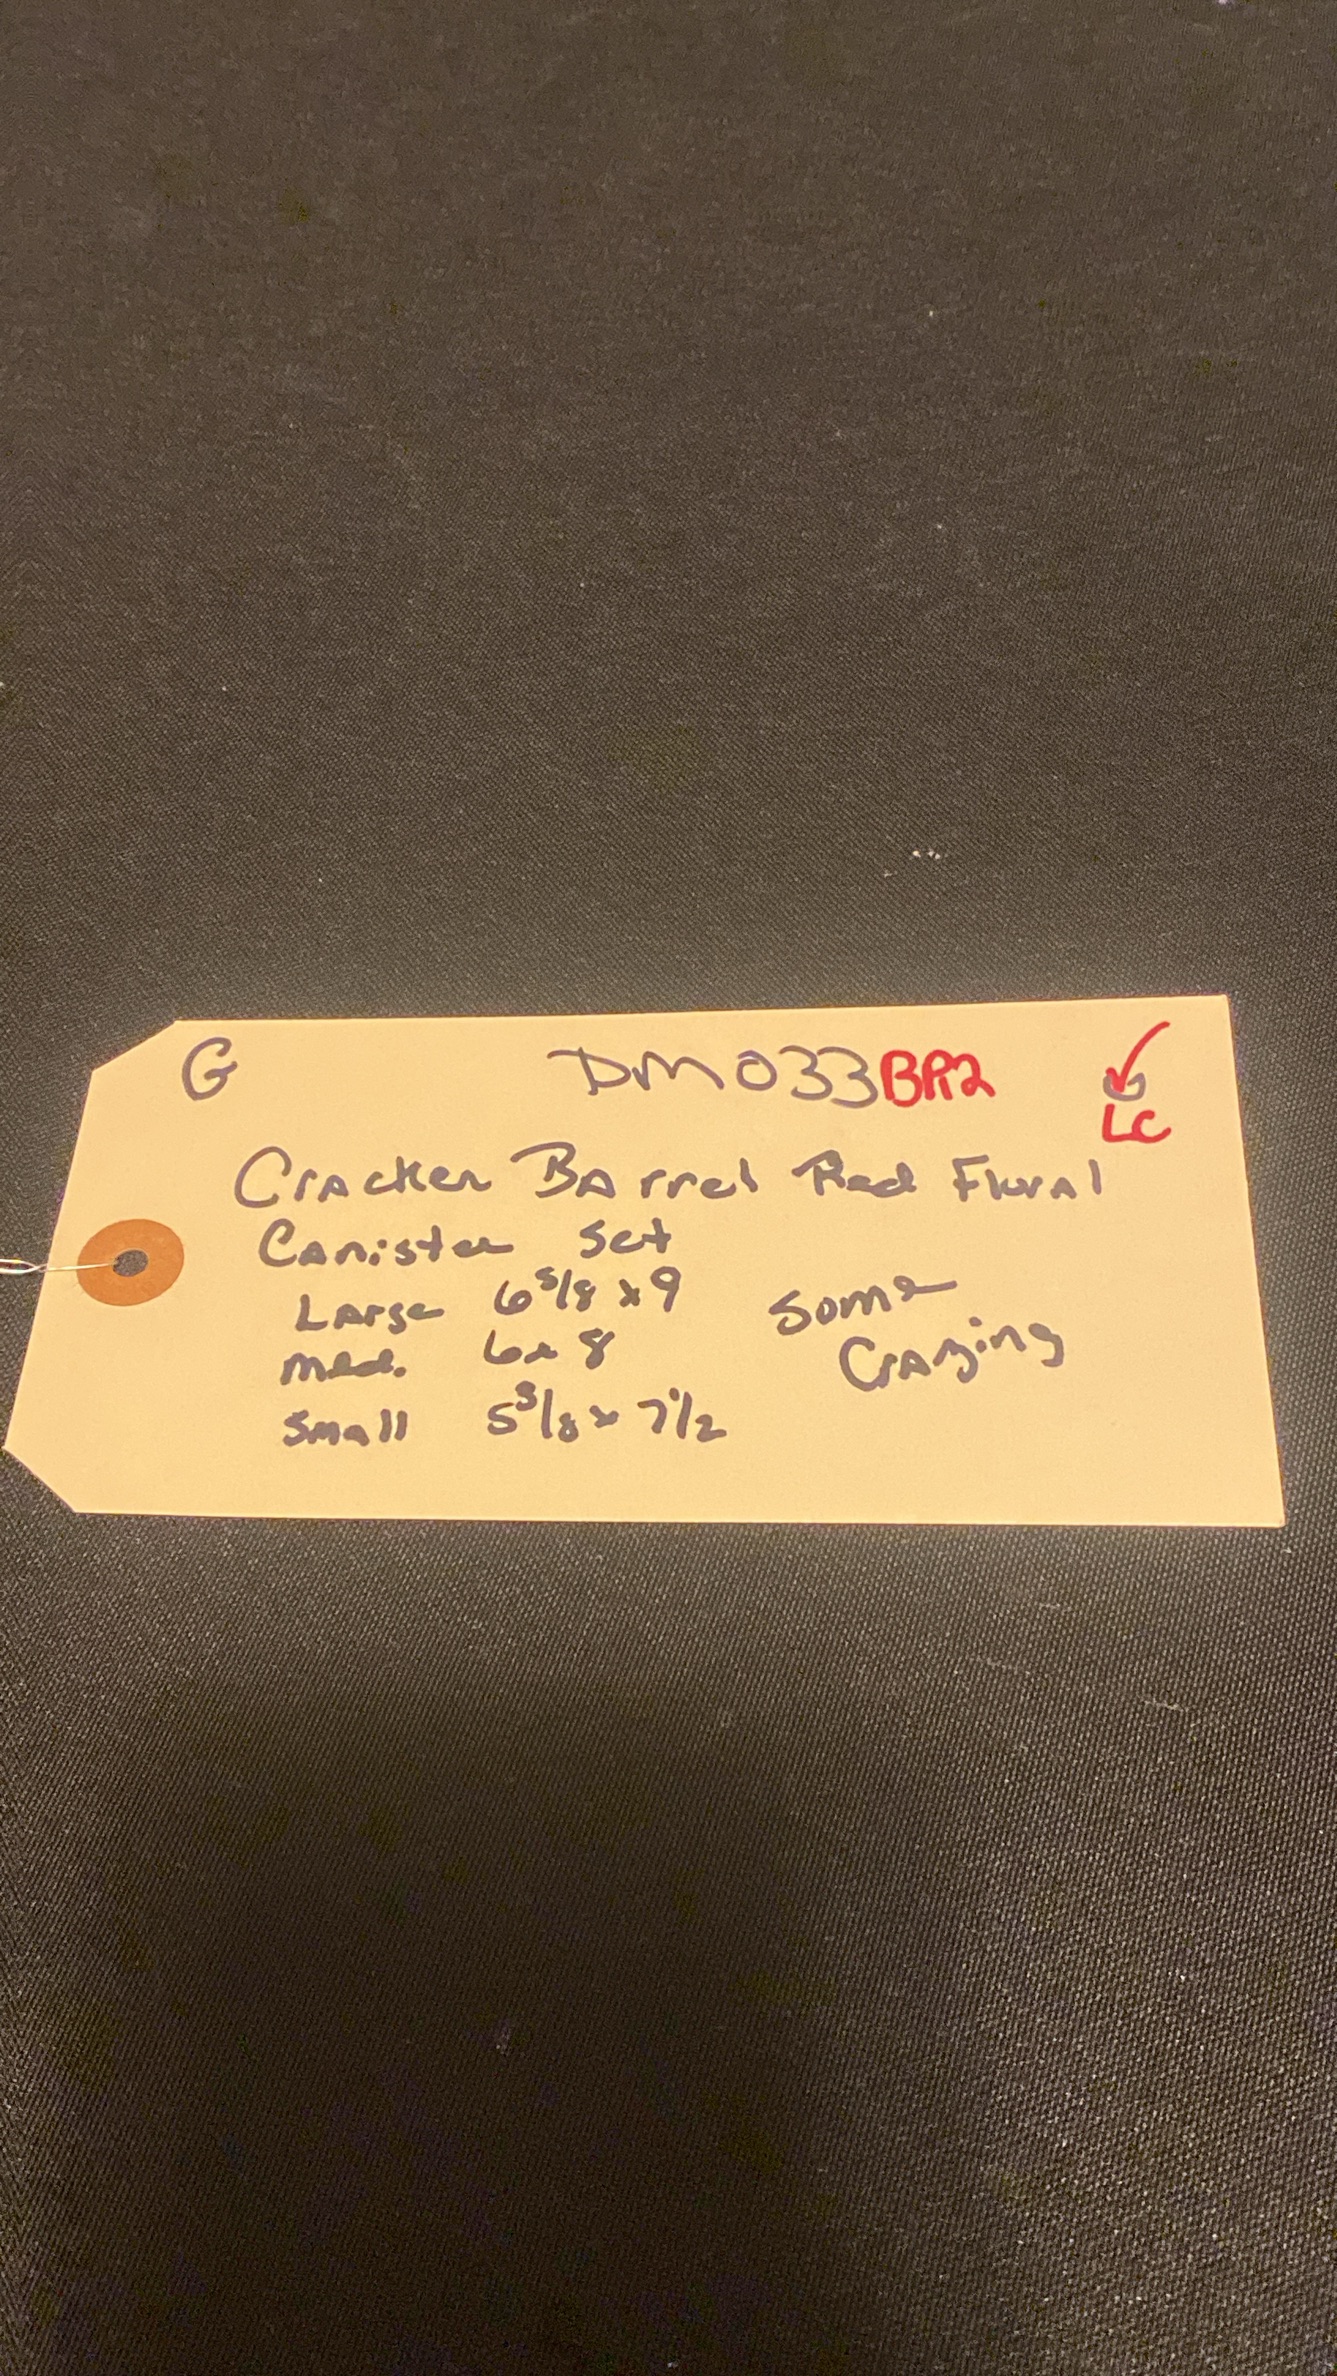 G DM033BR2
LC
Cracker Barrel Red Floral
Canister Set
Large 6 5/8 x 9
Med. 6 x 8
Small 5 3/8 x 7 1/2
Some
Crazing